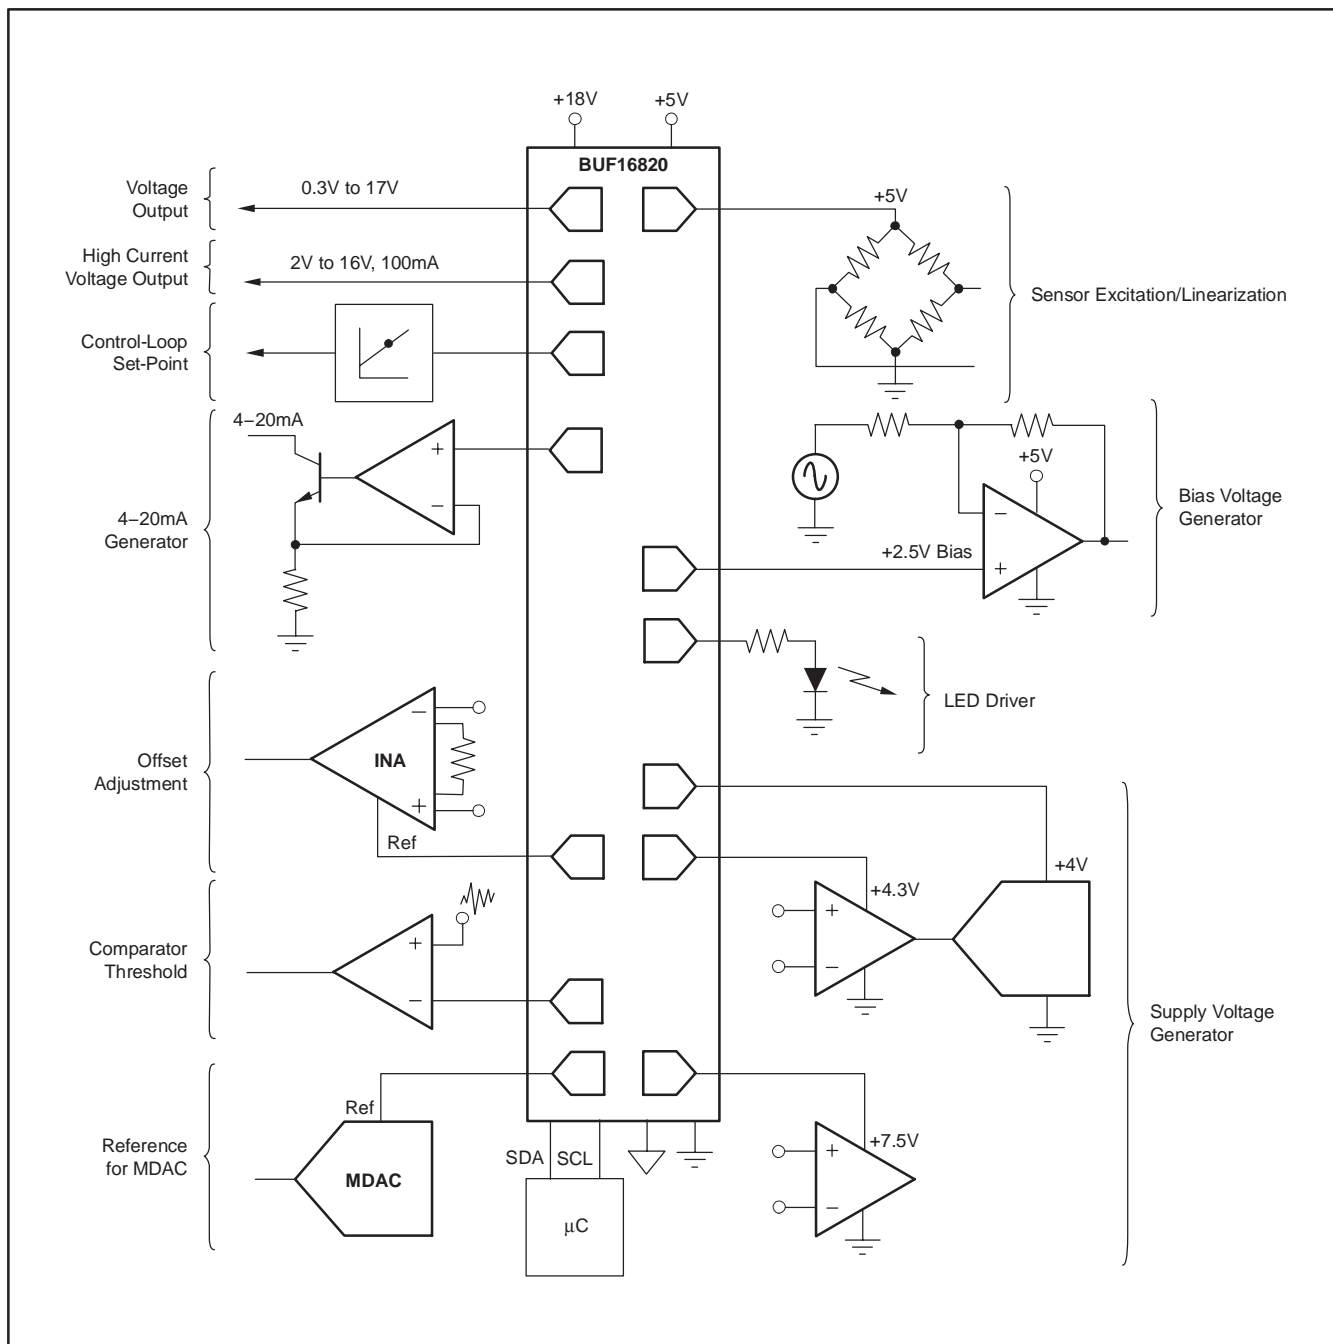 +18V
+5V
BUF16820
Voltage
Output
0.3V to 17V
High Current
Voltage Output
2V to 16V, 100mA
Control-Loop
Set-Point
4−20mA
+
−
4−20mA
Generator
+5V
Sensor Excitation/Linearization
+5V
−
+
+2.5V Bias
Bias Voltage
Generator
LED Driver
Offset
Adjustment
−
INA
+
Ref
Comparator
Threshold
+
−
+4V
+4.3V
+
−
Supply Voltage
Generator
Reference
for MDAC
Ref
MDAC
SDA
SCL
μC
+7.5V
+
−